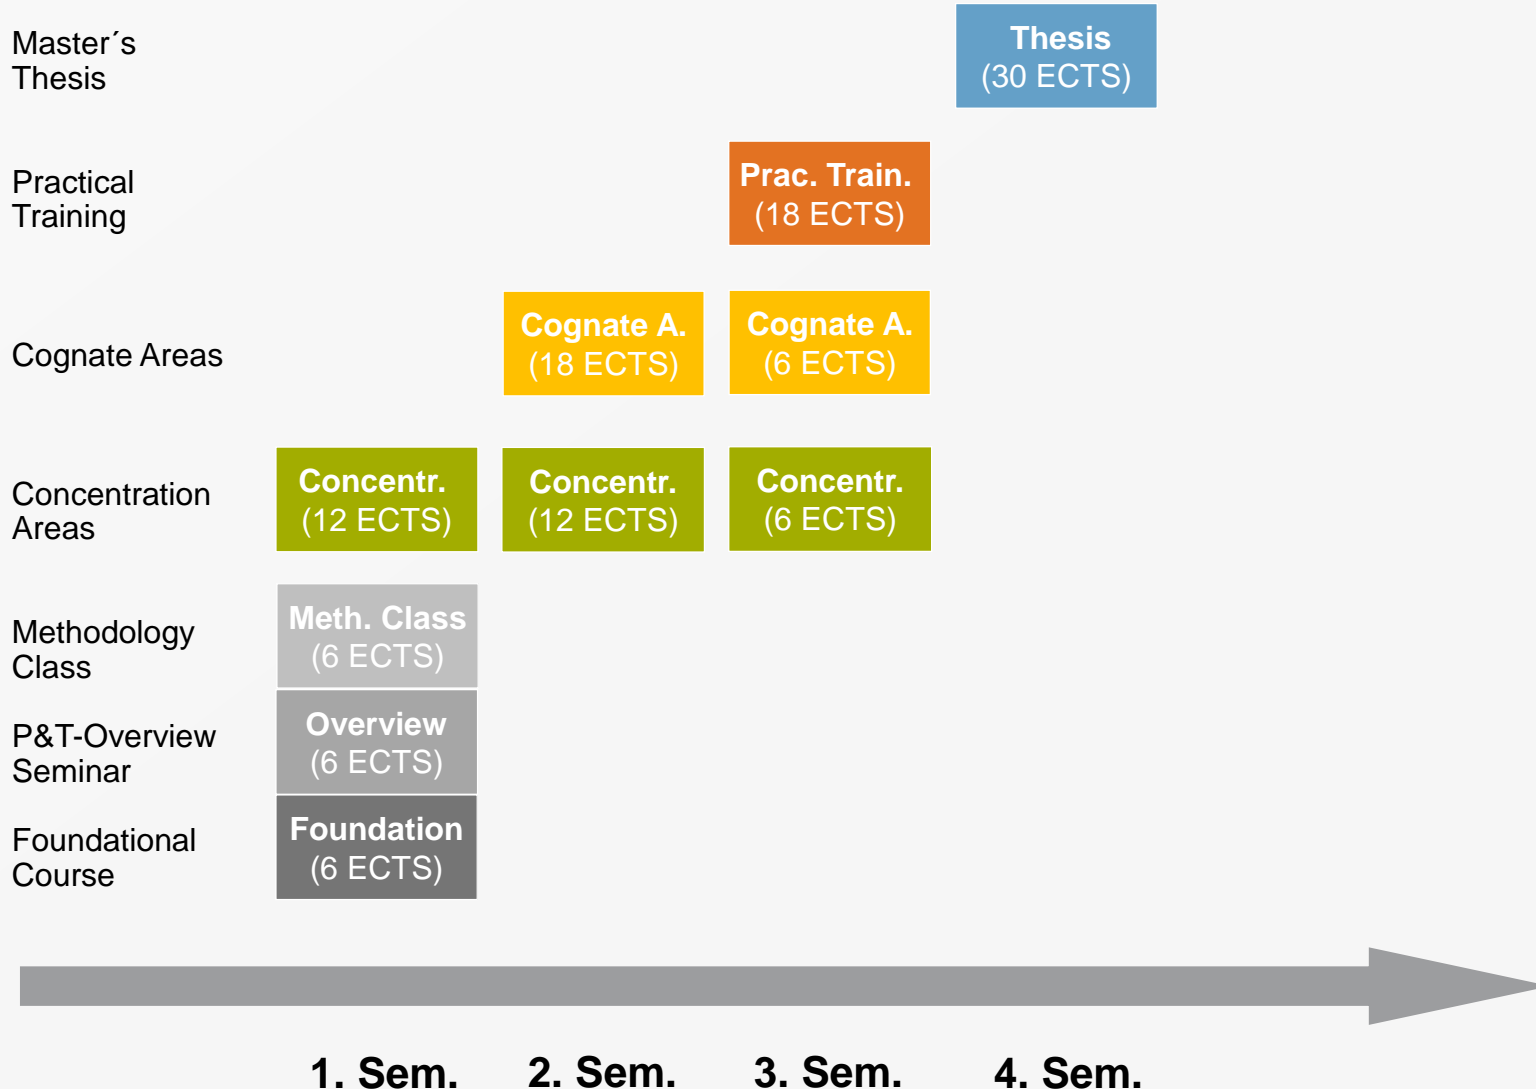 Master´s
Thesis
Thesis
(30 ECTS)
Practical
Training
Prac. Train.
(18 ECTS)
Cognate Areas
Cognate A.
(18 ECTS)
Cognate A.
(6 ECTS)
Concentration
Areas
Concentr.
(12 ECTS)
Concentr.
(12 ECTS)
Concentr.
(6 ECTS)
Methodology
Class
Meth. Class
(6 ECTS)
P&T-Overview
Seminar
Overview
(6 ECTS)
Foundational
Course
Foundation
(6 ECTS)
1. Sem.
2. Sem.
3. Sem.
4. Sem.